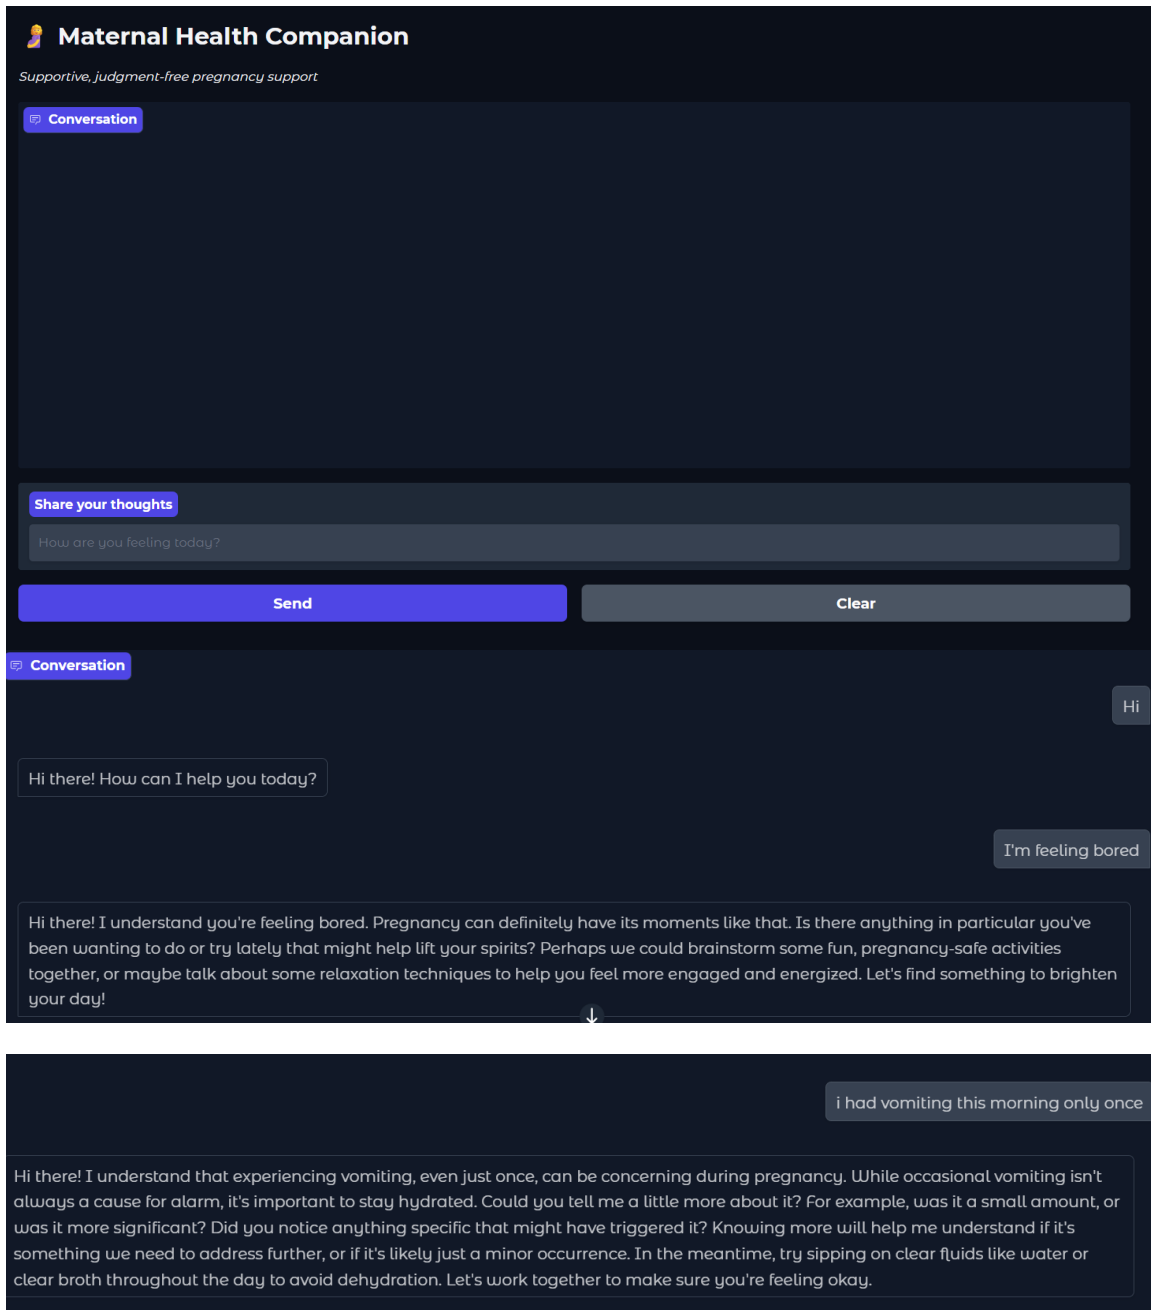 Maternal Health Companion
Supportive, judgment-free pregnancy support
Conversation
Share your thoughts
How are you feeling today?
Send
Clear
Conversation
Hi
Hi there! How can I help you today?
I'm feeling bored
Hi there! I understand you're feeling bored. Pregnancy can definitely have its moments like that. Is there anything in particular you've
been wanting to do or try lately that might help lift your spirits? Perhaps we could brainstorm some fun, pregnancy-safe activities
together, or maybe talk about some relaxation techniques to help you feel more engaged and energized. Let's find something to brighten
your day!
i had vomiting this morning only once
Hi there! I understand that experiencing vomiting, even just once, can be concerning during pregnancy. While occasional vomiting isn't
always a cause for alarm, it's important to stay hydrated. Could you tell me a little more about it? For example, was it a small amount, or
was it more significant? Did you notice anything specific that might have triggered it? Knowing more will help me understand if it's
something we need to address further, or if it's likely just a minor occurrence. In the meantime, try sipping on clear fluids like water or
clear broth throughout the day to avoid dehydration. Let's work together to make sure you're feeling okay.